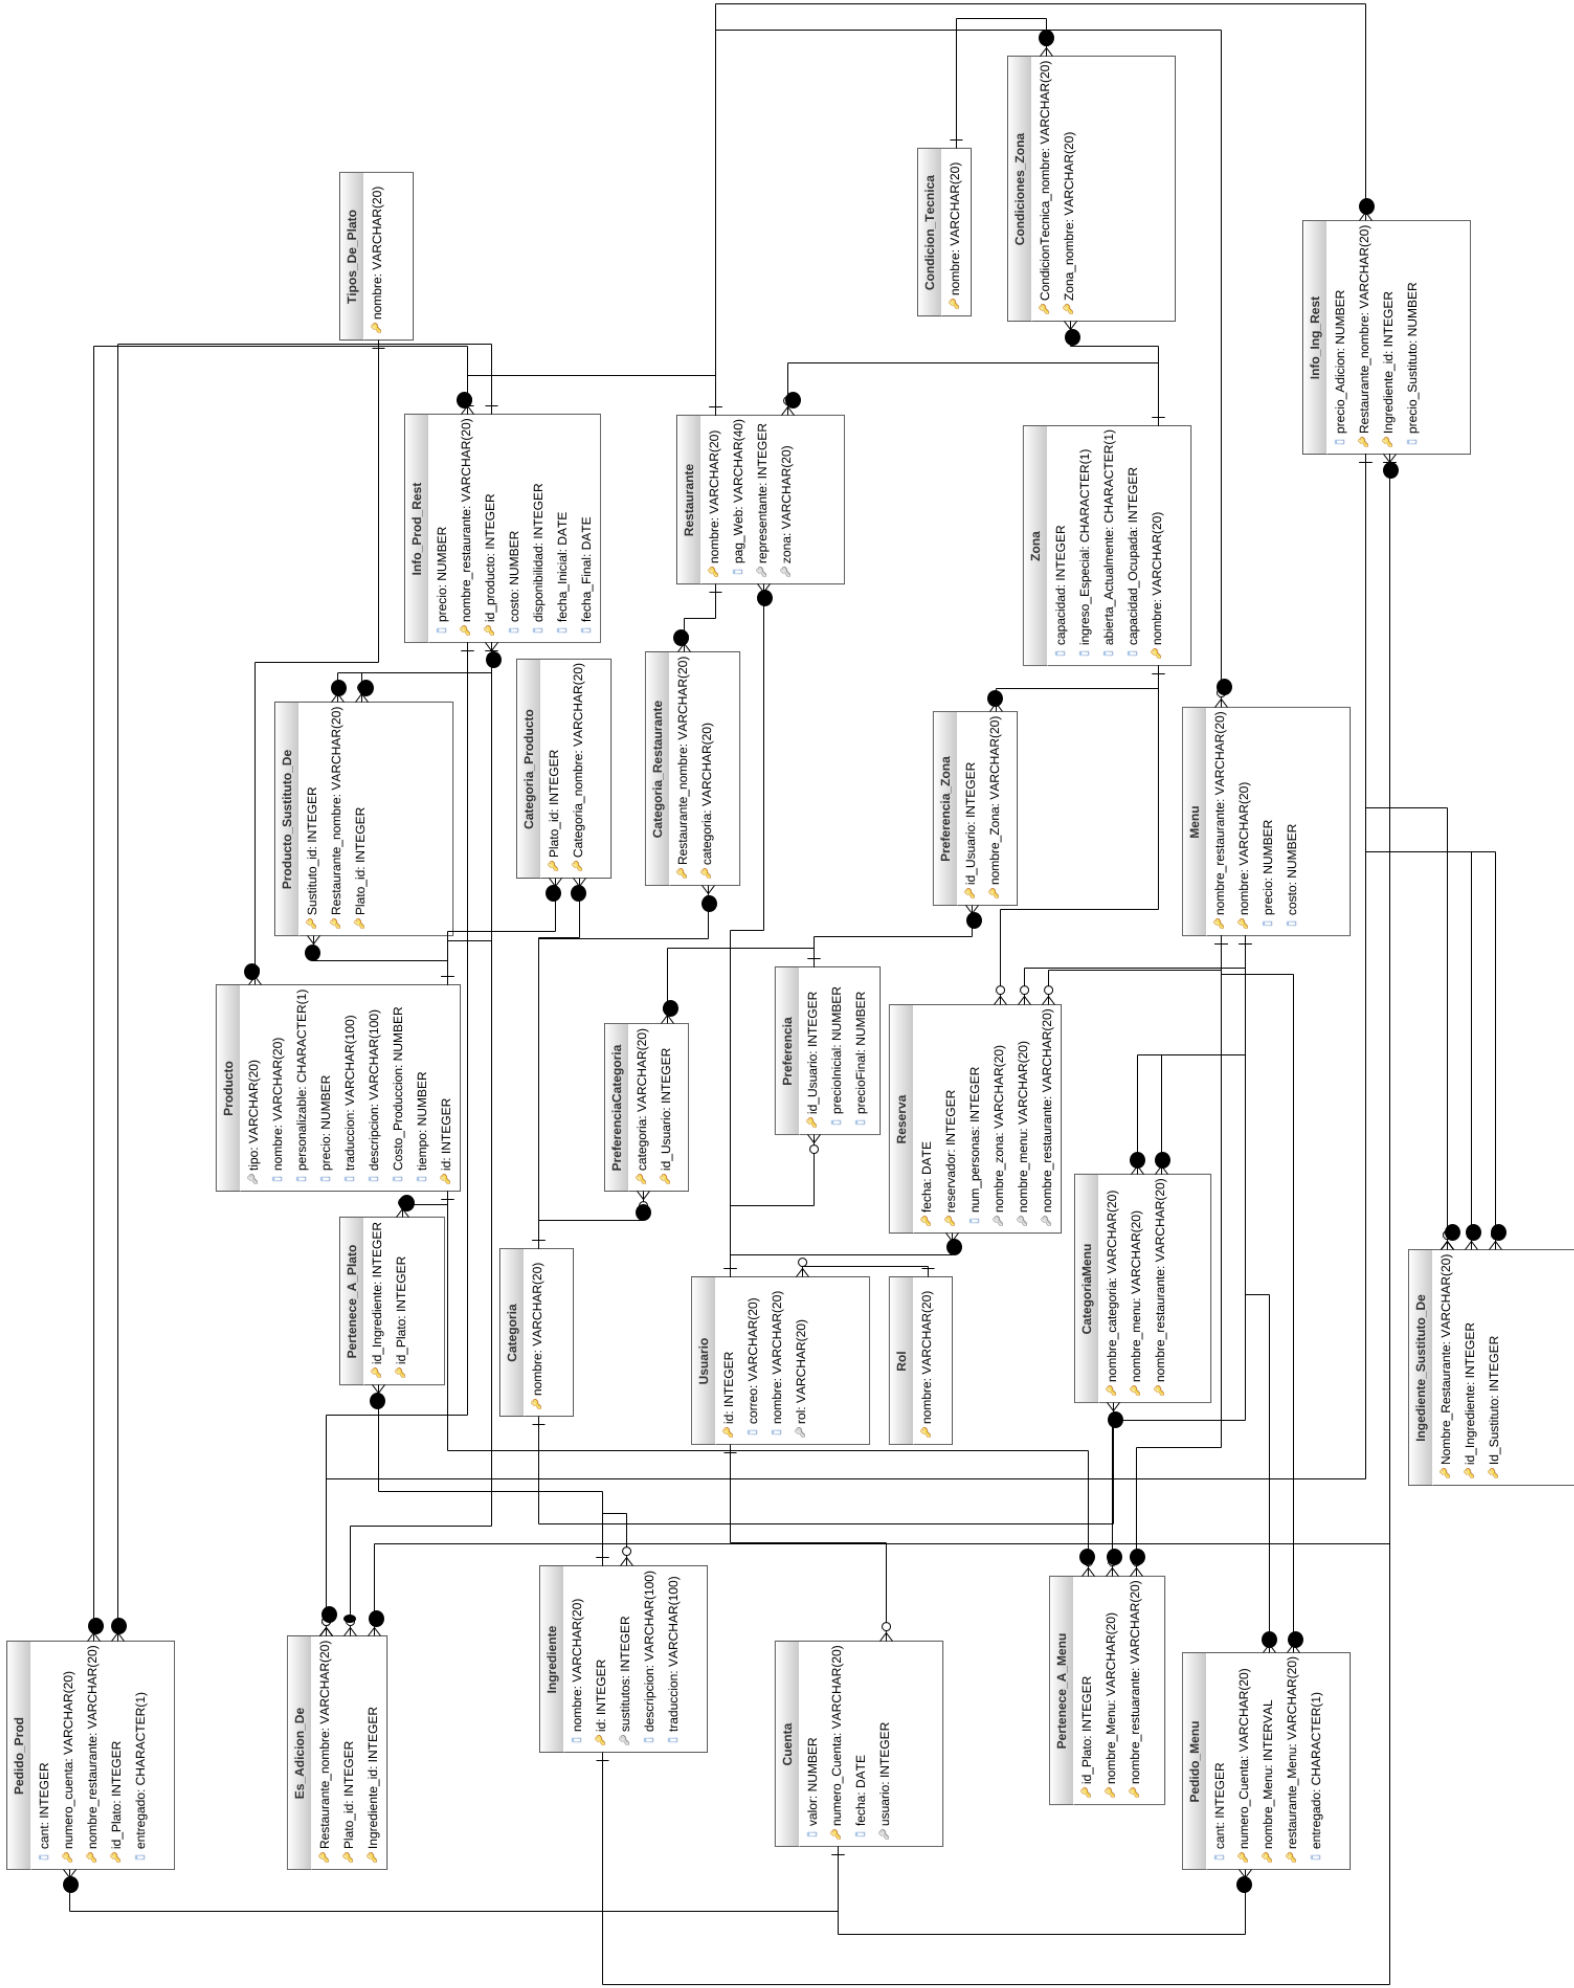 Tipos_De_Plato
nombre: VARCHAR(20)
Condicion_Tecnica
nombre: VARCHAR(20)
Condiciones_Zona
CondicionTecnica_nombre: VARCHAR(20)
Zona_nombre: VARCHAR(20)
Info_Ing_Rest
precio_Adicion: NUMBER
Restaurante_nombre: VARCHAR(20)
Ingrediente_id: INTEGER
precio_Sustituto: NUMBER
Info_Prod_Rest
precio: NUMBER
nombre_restaurante: VARCHAR(20)
id_producto: INTEGER
costo: NUMBER
disponibilidad: INTEGER
fecha_Inicial: DATE
fecha_Final: DATE
Restaurante
nombre: VARCHAR(20)
pag_Web: VARCHAR(40)
representante: INTEGER
zona: VARCHAR(20)
Zona
capacidad: INTEGER
ingreso_Especial: CHARACTER(1)
abierta_Actualmente: CHARACTER(1)
capacidad_Ocupada: INTEGER
nombre: VARCHAR(20)
Producto_Sustituto_De
Sustituto_id: INTEGER
Restaurante_nombre: VARCHAR(20)
Plato_id: INTEGER
Categoria_Producto
Plato_id: INTEGER
Categoria_nombre: VARCHAR(20)
Categoria_Restaurante
Restaurante_nombre: VARCHAR(20)
categoria: VARCHAR(20)
Preferencia_Zona
id_Usuario: INTEGER
nombre_Zona: VARCHAR(20)
Menu
nombre_restaurante: VARCHAR(20)
nombre: VARCHAR(20)
precio: NUMBER
costo: NUMBER
Producto
tipo: VARCHAR(20)
nombre: VARCHAR(20)
personalizable: CHARACTER(1)
precio: NUMBER
traduccion: VARCHAR(100)
descripcion: VARCHAR(100)
Costo_Produccion: NUMBER
tiempo: NUMBER
id: INTEGER
PreferenciaCategoria
categoria: VARCHAR(20)
id_Usuario: INTEGER
Preferencia
id_Usuario: INTEGER
precioInicial: NUMBER
precioFinal: NUMBER
Reserva
fecha: DATE
reservador: INTEGER
num_personas: INTEGER
nombre_zona: VARCHAR(20)
nombre_menu: VARCHAR(20)
nombre_restaurante: VARCHAR(20)
Pertenece_A_Plato
id_Ingrediente: INTEGER
id_Plato: INTEGER
Categoria
nombre: VARCHAR(20)
Usuario
id: INTEGER
correo: VARCHAR(20)
nombre: VARCHAR(20)
rol: VARCHAR(20)
Rol
nombre: VARCHAR(20)
CategoriaMenu
nombre_categoria: VARCHAR(20)
nombre_menu: VARCHAR(20)
nombre_restaurante: VARCHAR(20)
Ingediente_Sustituto_De
Nombre_Restaurante: VARCHAR(20)
id_Ingrediente: INTEGER
Id_Sustituto: INTEGER
Pedido_Prod
cant: INTEGER
numero_cuenta: VARCHAR(20)
nombre_restaurante: VARCHAR(20)
id_Plato: INTEGER
entregado: CHARACTER(1)
Es_Adicion_De
Restaurante_nombre: VARCHAR(20)
Plato_id: INTEGER
Ingrediente_id: INTEGER
Ingrediente
nombre: VARCHAR(20)
id: INTEGER
sustitutos: INTEGER
descripcion: VARCHAR(100)
traduccion: VARCHAR(100)
Cuenta
valor: NUMBER
numero_Cuenta: VARCHAR(20)
fecha: DATE
usuario: INTEGER
Pertenece_A_Menu
id_Plato: INTEGER
nombre_Menu: VARCHAR(20)
nombre_restuarante: VARCHAR(20)
Pedido_Menu
cant: INTEGER
numero_Cuenta: VARCHAR(20)
nombre_Menu: INTERVAL
restaurante_Menu: VARCHAR(20)
entregado: CHARACTER(1)